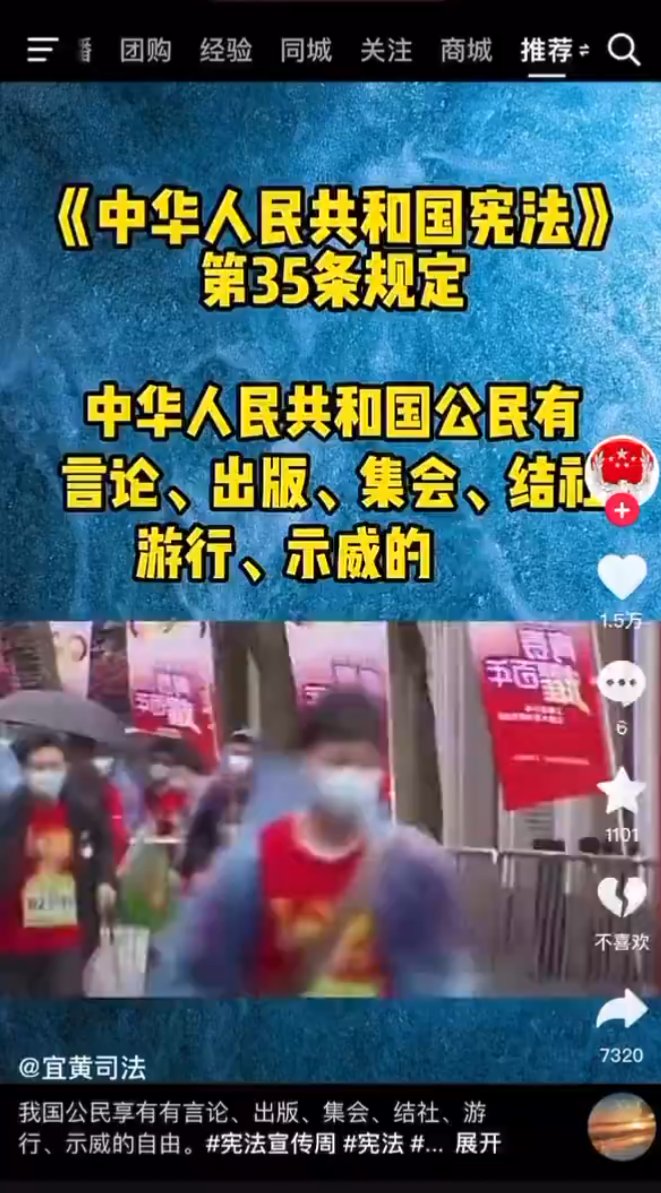 团购 经验 同城 关注 商城 推荐
《中华人民共和国宪法》
第35条规定
中华人民共和国公民有
言论、出版、集会、结社
游行、示威的
1.5万
6
1101
不喜欢
7320
@宜黄司法
我国公民享有有言论、出版、集会、结社、游
行、示威的自由。#宪法宣传周 #宪法 #... 展开